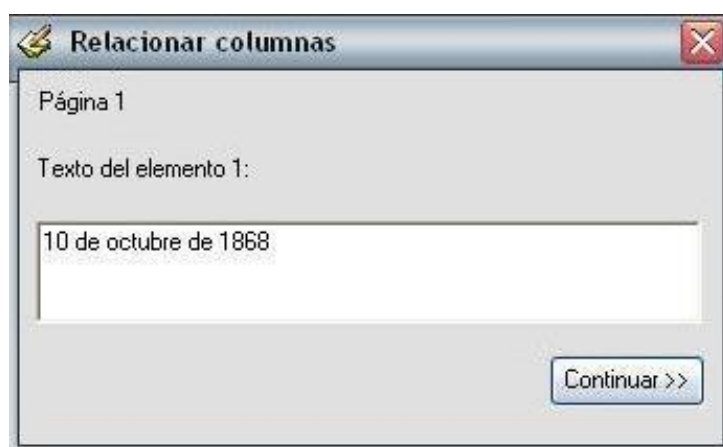 Relacionar columnas
Página 1
Texto del elemento 1:
10 de octubre de 1868
Continuar >>